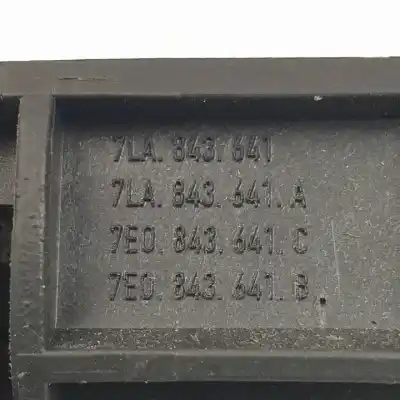 7LA. 843. 641
7LA. 843. 641. A
7E0. 843. 641. C
7E0. 843. 641. B